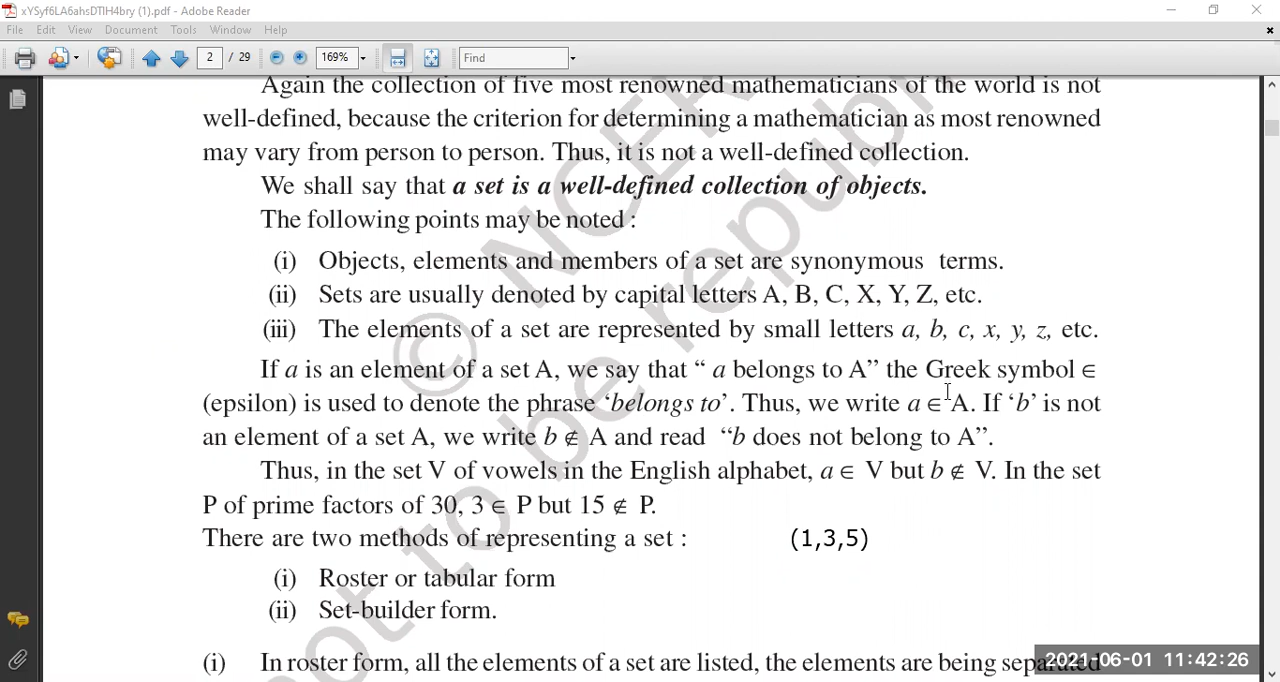 xYSyf6LA6ahsDTlH4bry (1).pdf - Adobe Reader
File Edit View Document Tools Window Help
2 / 29 169% Find
Again the collection of five most renowned mathematicians of the world is not
well-defined, because the criterion for determining a mathematician as most renowned
may vary from person to person. Thus, it is not a well-defined collection.
We shall say that a set is a well-defined collection of objects.
The following points may be noted :
(i) Objects, elements and members of a set are synonymous terms.
(ii) Sets are usually denoted by capital letters A, B, C, X, Y, Z, etc.
(iii) The elements of a set are represented by small letters a, b, c, x, y, z, etc.
If a is an element of a set A, we say that “ a belongs to A” the Greek symbol ∈
(epsilon) is used to denote the phrase ‘belongs to’. Thus, we write a ∈ A. If ‘b’ is not
an element of a set A, we write b ∉ A and read “b does not belong to A”.
Thus, in the set V of vowels in the English alphabet, a ∈ V but b ∉ V. In the set
P of prime factors of 30, 3 ∈ P but 15 ∉ P.
There are two methods of representing a set : (1,3,5)
(i) Roster or tabular form
(ii) Set-builder form.
(i) In roster form, all the elements of a set are listed, the elements are being separated
2021-06-01 11:42:26
© NCER
not to be republ